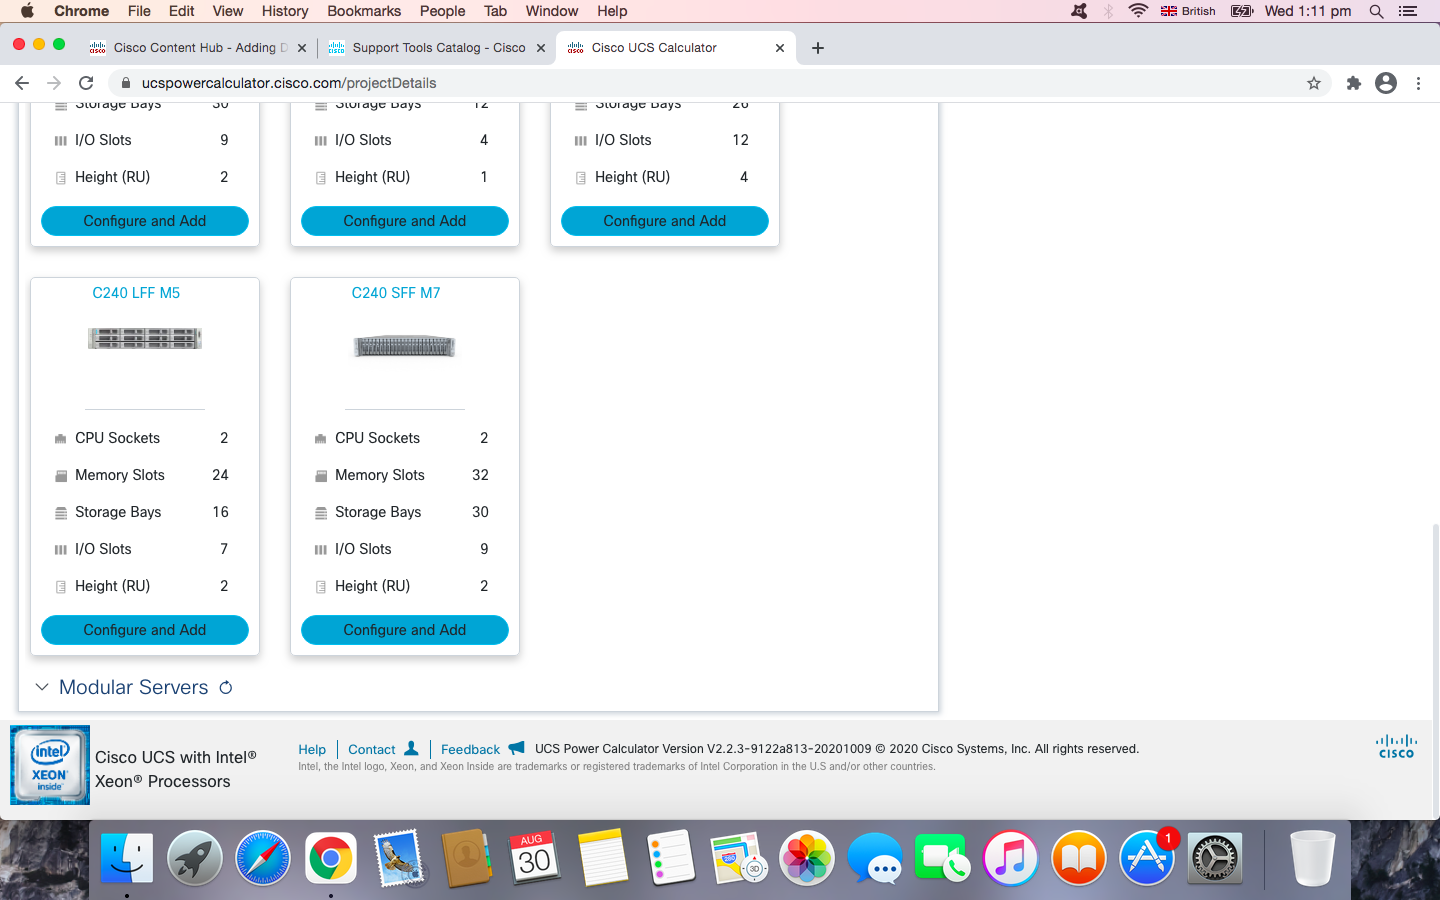 Chrome File Edit View History Bookmarks People Tab Window Help British Wed 1:11 pm
Cisco Content Hub - Adding D
Support Tools Catalog - Cisco
Cisco UCS Calculator
ucspowercalculator.cisco.com/projectDetails
Storage Bays 30
Storage Bays 12
Storage Bays 26
I/O Slots 9
I/O Slots 4
I/O Slots 12
Height (RU) 2
Height (RU) 1
Height (RU) 4
Configure and Add
Configure and Add
Configure and Add
C240 LFF M5
CPU Sockets 2
Memory Slots 24
Storage Bays 16
I/O Slots 7
Height (RU) 2
Configure and Add
C240 SFF M7
CPU Sockets 2
Memory Slots 32
Storage Bays 30
I/O Slots 9
Height (RU) 2
Configure and Add
Modular Servers
intel
XEON
inside
Cisco UCS with Intel®
Xeon® Processors
Help Contact Feedback UCS Power Calculator Version V2.2.3-9122a813-20201009 © 2020 Cisco Systems, Inc. All rights reserved.
Intel, the Intel logo, Xeon, and Xeon Inside are trademarks or registered trademarks of Intel Corporation in the U.S and/or other countries.
CISCO
AUG
30
280
3D
1